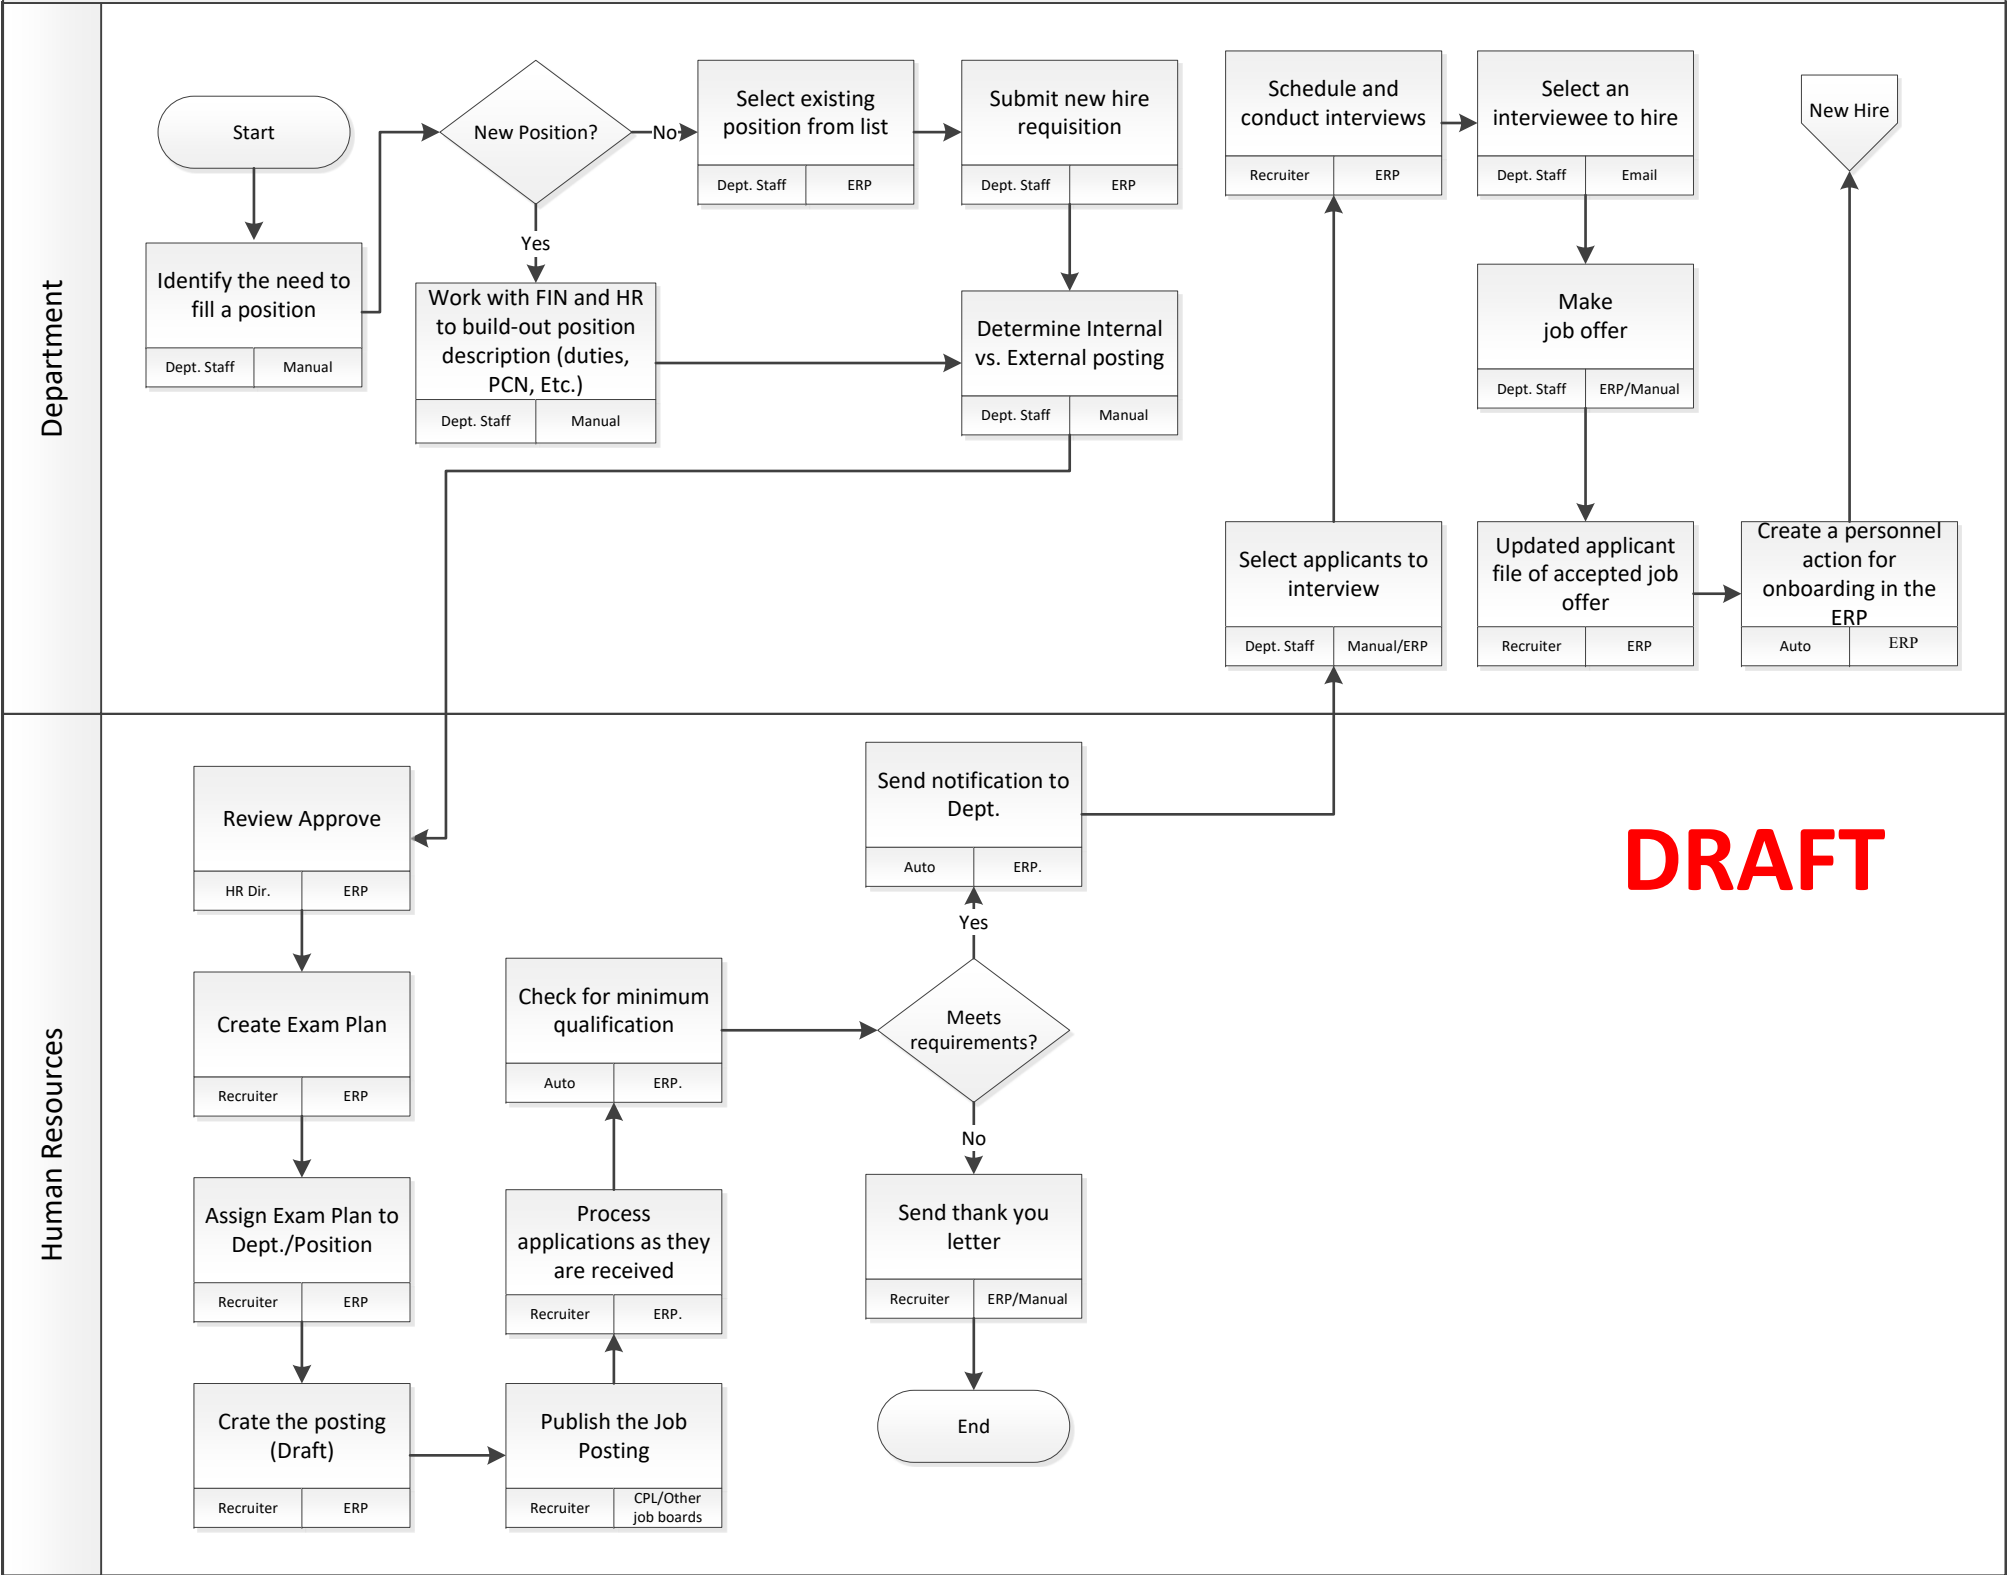 Department
Start
Identify the need to
fill a position
Dept. Staff
Manual
New Position?
No
Yes
Select existing
position from list
Dept. Staff
ERP
Submit new hire
requisition
Dept. Staff
ERP
Work with FIN and HR
to build-out position
description (duties,
PCN, Etc.)
Dept. Staff
Manual
Determine Internal
vs. External posting
Dept. Staff
Manual
Schedule and
conduct interviews
Recruiter
ERP
Select an
interviewee to hire
Dept. Staff
Email
New Hire
Make
job offer
Dept. Staff
ERP/Manual
Select applicants to
interview
Dept. Staff
Manual/ERP
Updated applicant
file of accepted job
offer
Recruiter
ERP
Create a personnel
action for
onboarding in the
ERP
Auto
ERP
Human Resources
Review Approve
HR Dir.
ERP
Create Exam Plan
Recruiter
ERP
Assign Exam Plan to
Dept./Position
Recruiter
ERP
Crate the posting
(Draft)
Recruiter
ERP
Publish the Job
Posting
Recruiter
CPL/Other
job boards
Process
applications as they
are received
Recruiter
ERP.
Check for minimum
qualification
Auto
ERP.
Meets
requirements?
Yes
No
Send notification to
Dept.
Auto
ERP.
Send thank you
letter
Recruiter
ERP/Manual
End
DRAFT